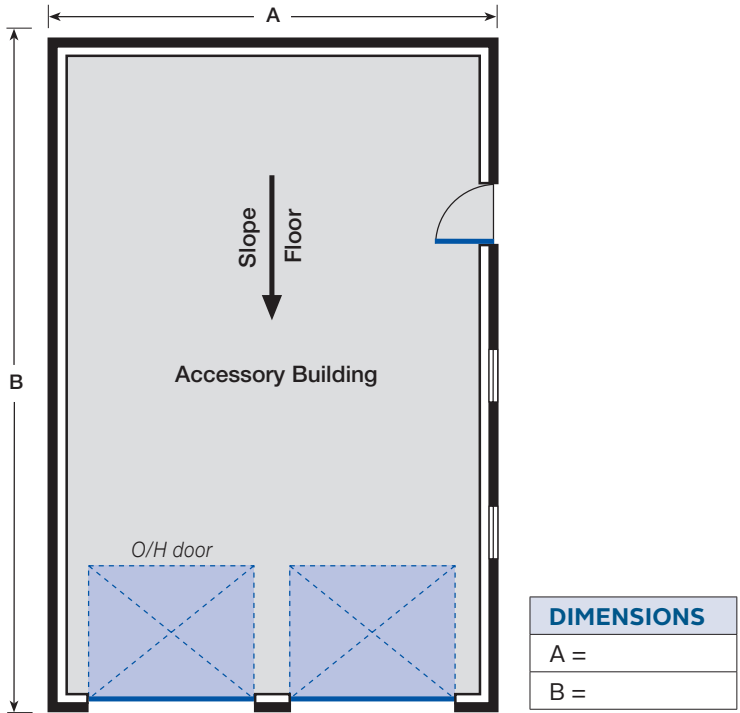 A
B
Slope
Floor
Accessory Building
O/H door
DIMENSIONS
A =
B =